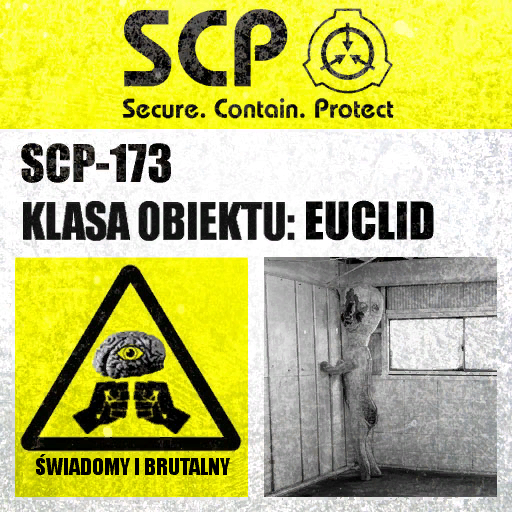 SCP
Secure. Contain. Protect
SCP-173
KLASA OBIEKTU: EUCLID
ŚWIADOMY I BRUTALNY